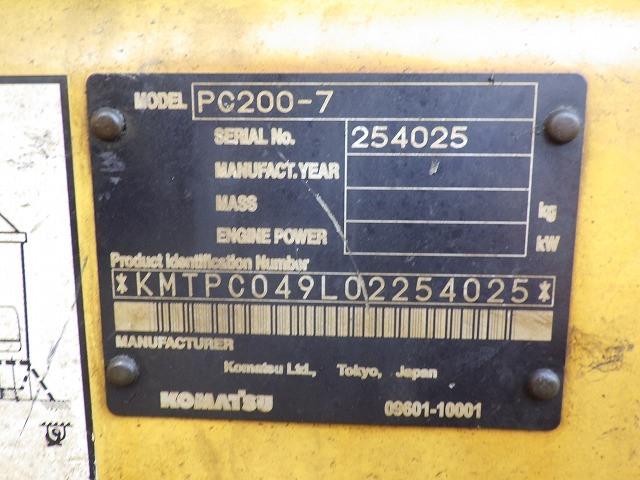 MODEL PC200-7
SERIAL No. 254025
MANUFACT.YEAR
MASS kg
ENGINE POWER kW
Product Identification Number
*KMTPC049L02254025*
MANUFACTURER
Komatsu Ltd., Tokyo, Japan
KOMATSU 09601-10001